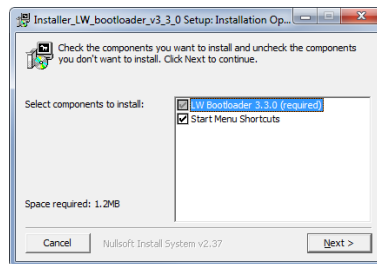 Installer_LW_bootloader_v3_3_0 Setup: Installation Op...
Check the components you want to install and uncheck the components
you don't want to install. Click Next to continue.
Select components to install:
LW Bootloader 3.3.0 (required)
Start Menu Shortcuts
Space required: 1.2MB
Cancel
Nullsoft Install System v2.37
Next >